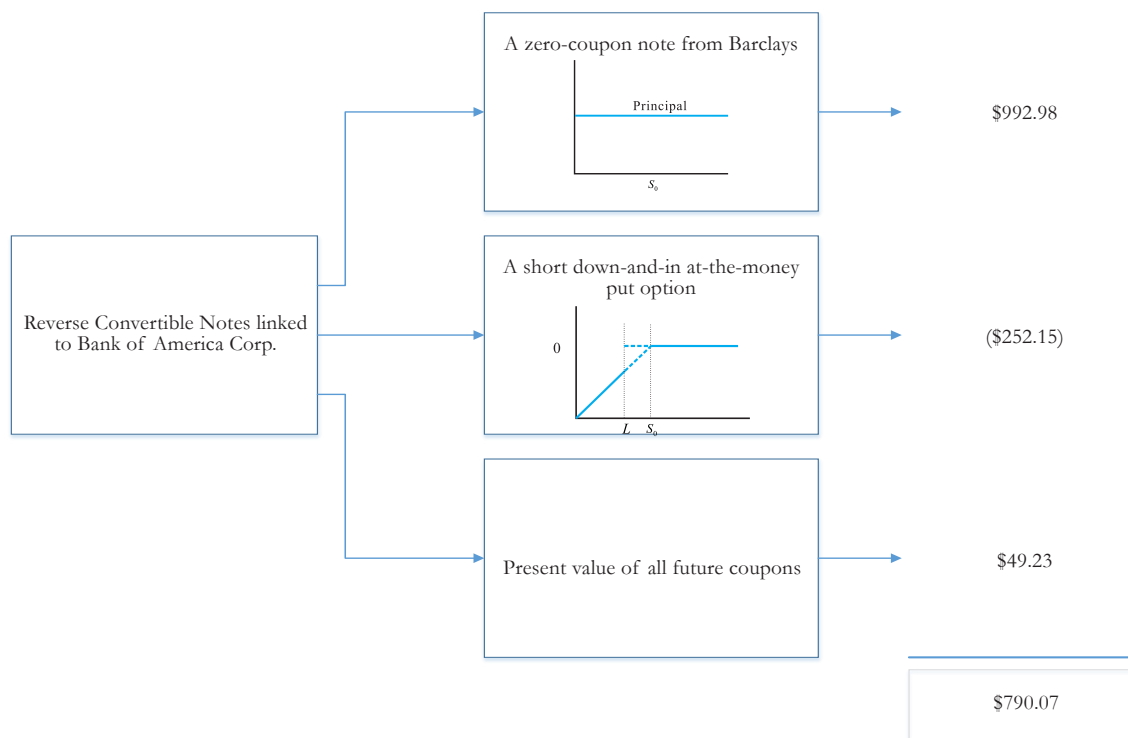 A zero-coupon note from Barclays
Principal
S₀
$992.98
Reverse Convertible Notes linked
to Bank of America Corp.
A short down-and-in at-the-money
put option
0
L S₀
($252.15)
Present value of all future coupons
$49.23
$790.07